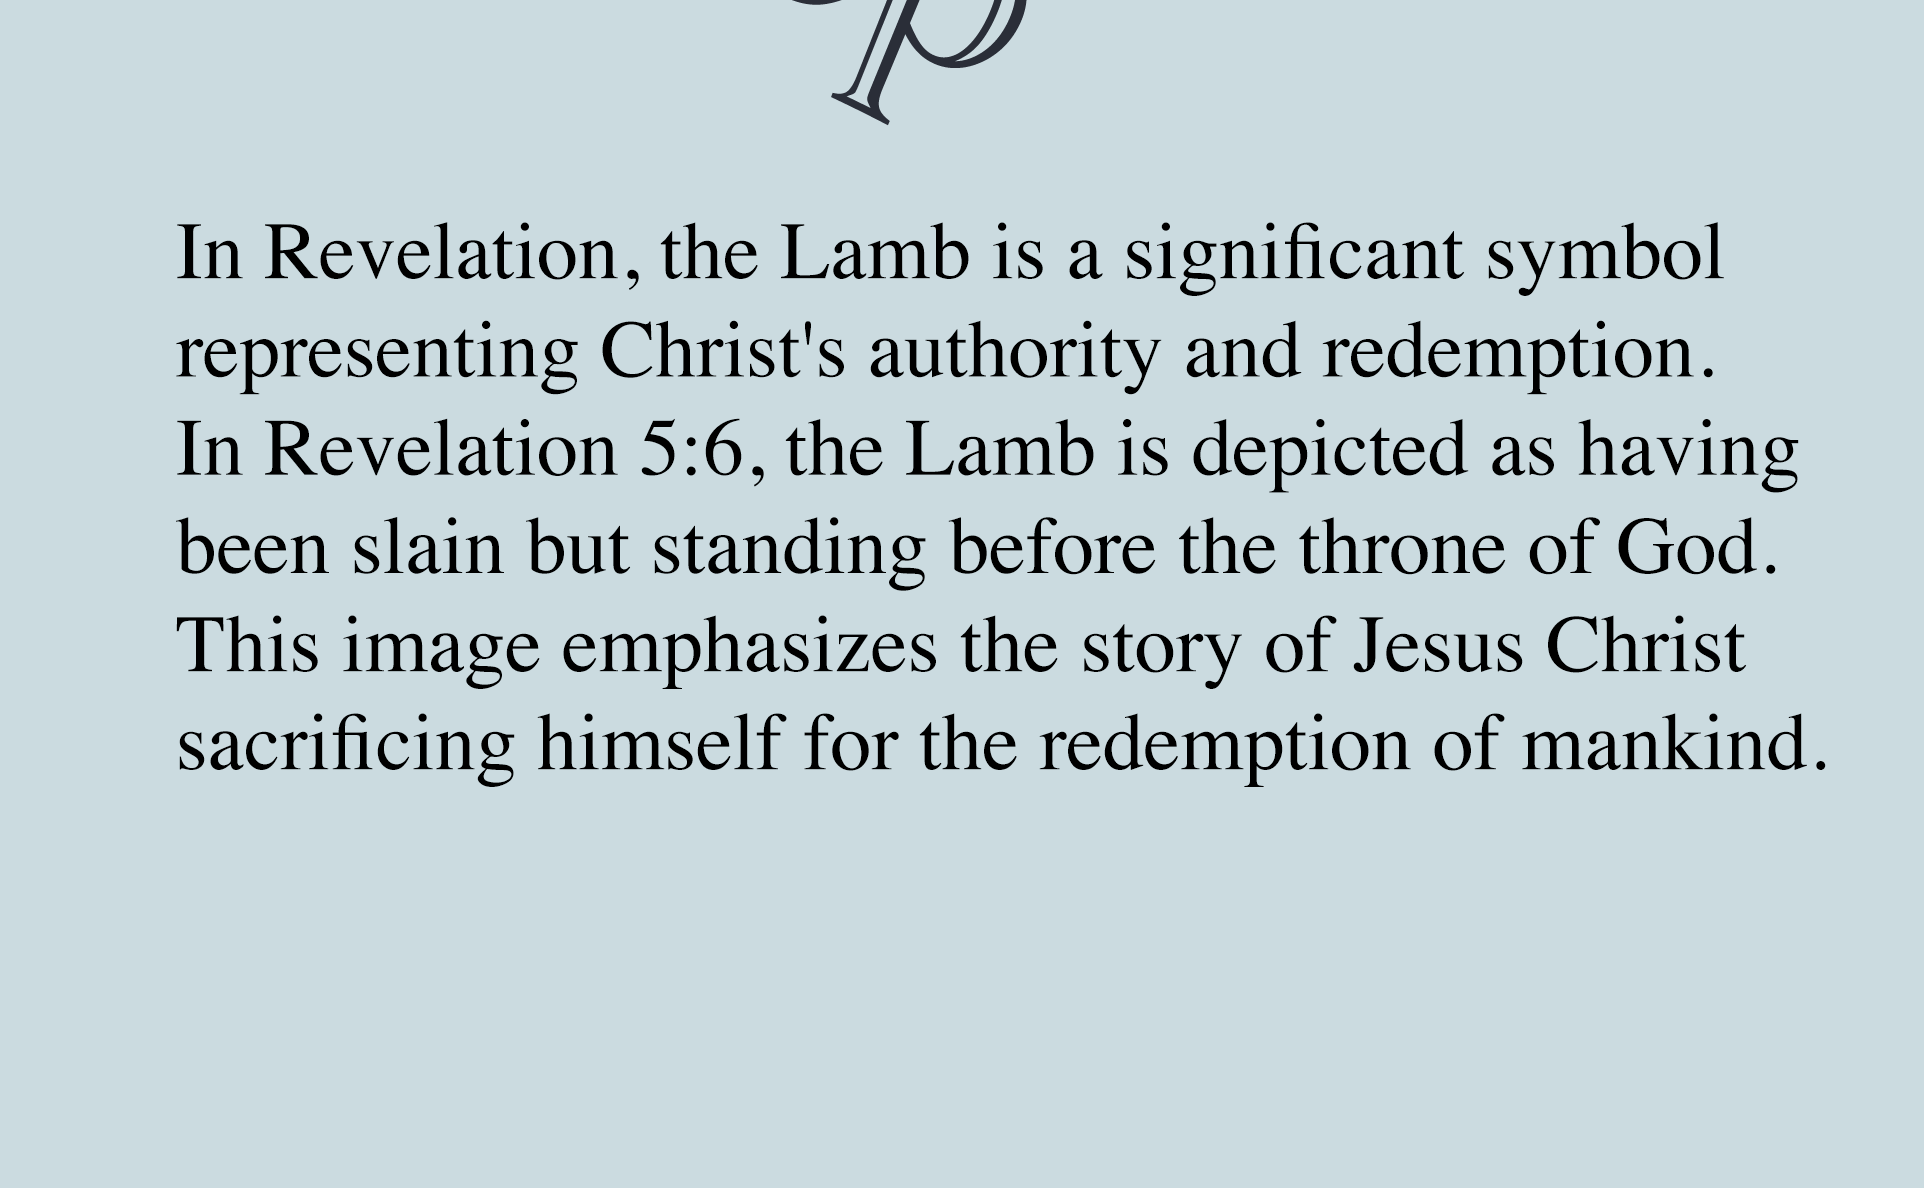 p
In Revelation, the Lamb is a significant symbol
representing Christ's authority and redemption.
In Revelation 5:6, the Lamb is depicted as having
been slain but standing before the throne of God.
This image emphasizes the story of Jesus Christ
sacrificing himself for the redemption of mankind.